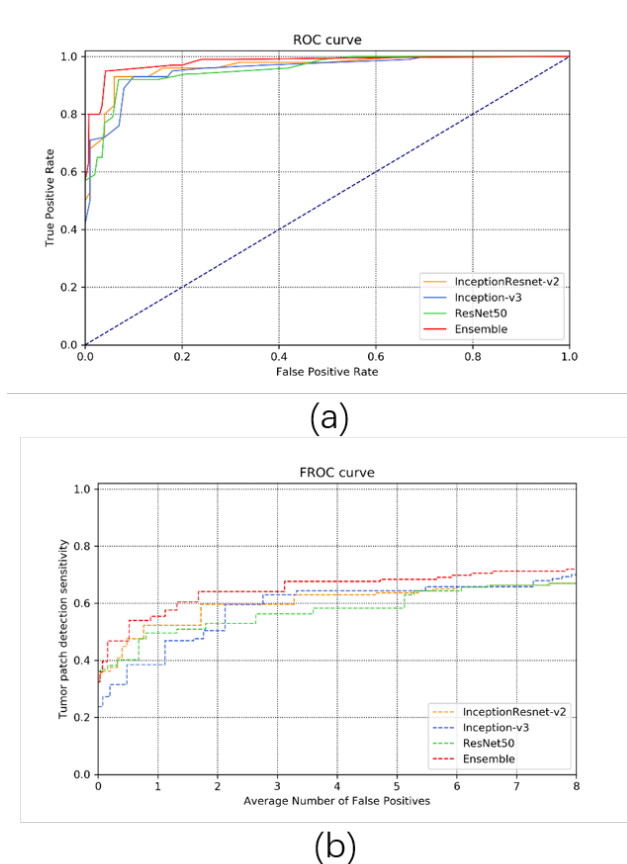 ROC curve
1.0
0.8
0.6
0.4
0.2
0.0
True Positive Rate
InceptionResnet-v2
Inception-v3
ResNet50
Ensemble
0.0 0.2 0.4 0.6 0.8 1.0
False Positive Rate
(a)
FROC curve
1.0
0.8
0.6
0.4
0.2
0.0
Tumor patch detection sensitivity
InceptionResnet-v2
Inception-v3
ResNet50
Ensemble
0 1 2 3 4 5 6 7 8
Average Number of False Positives
(b)